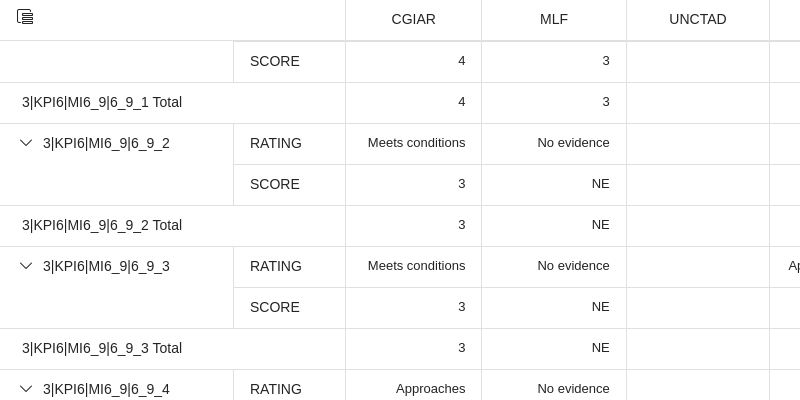 CGIAR MLF UNCTAD
SCORE 4 3
3|KPI6|MI6_9|6_9_1 Total 4 3
3|KPI6|MI6_9|6_9_2 RATING Meets conditions No evidence
SCORE 3 NE
3|KPI6|MI6_9|6_9_2 Total 3 NE
3|KPI6|MI6_9|6_9_3 RATING Meets conditions No evidence
SCORE 3 NE
3|KPI6|MI6_9|6_9_3 Total 3 NE
3|KPI6|MI6_9|6_9_4 RATING Approaches No evidence